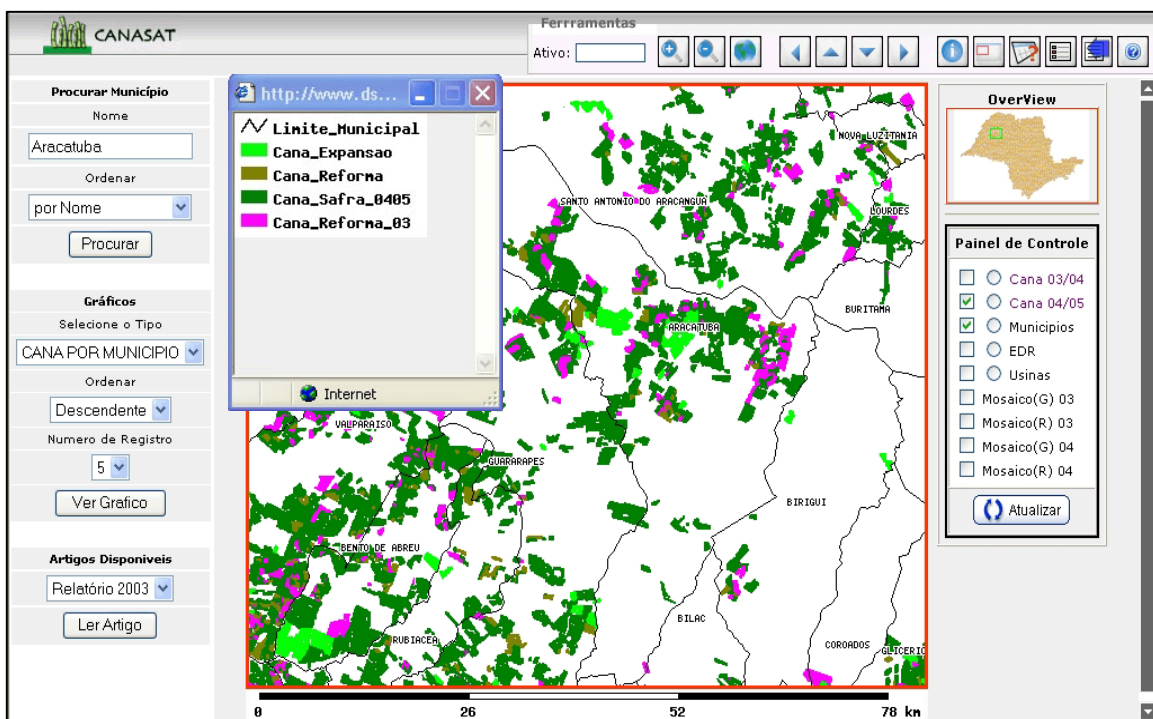 CANASAT
Ferrramentas
Ativo:
Procurar Município
Nome
Aracatuba
Ordenar
por Nome
Procurar
Gráficos
Selecione o Tipo
CANA POR MUNICIPIO
Ordenar
Descendente
Numero de Registro
5
Ver Grafico
Artigos Disponiveis
Relatório 2003
Ler Artigo
http://www.ds...
Limite_Municipal
Cana_Expansao
Cana_Reforma
Cana_Safra_0405
Cana_Reforma_03
Internet
NOVA LUZITANIA
SANTO ANTONIO DO ARACANGUA
LOURDES
BURITAMA
ARACATUBA
VALPARAISO
GUARARAPES
BIRIGUI
BENTO DE ABREU
BILAC
RUBIACEA
COROADOS
GLICERIO
0 26 52 78 km
OverView
Painel de Controle
Cana 03/04
Cana 04/05
Municipios
EDR
Usinas
Mosaico(G) 03
Mosaico(R) 03
Mosaico(G) 04
Mosaico(R) 04
Atualizar